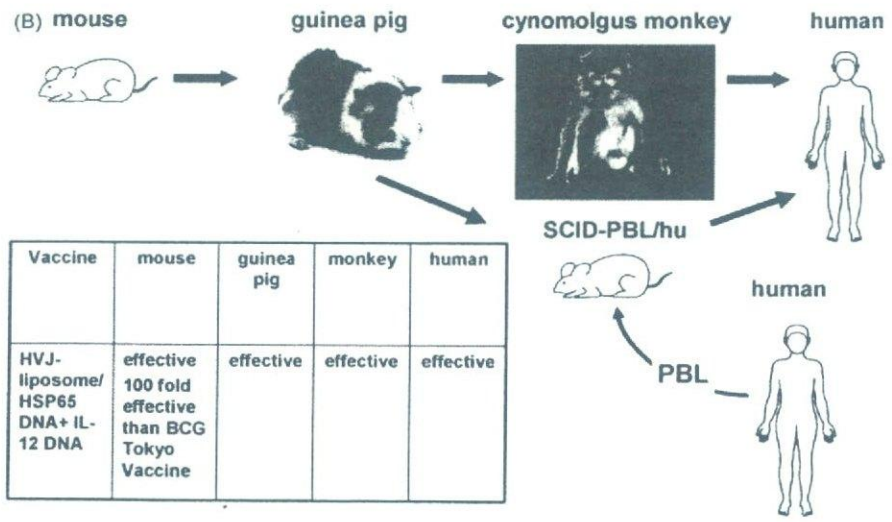 (B) mouse
guinea pig
cynomolgus monkey
human
SCID-PBL/hu
human
PBL
Vaccine
mouse
guinea
pig
monkey
human
HVJ-
liposome/
HSP65
DNA+ IL-
12 DNA
effective
100 fold
effective
than BCG
Tokyo
Vaccine
effective
effective
effective